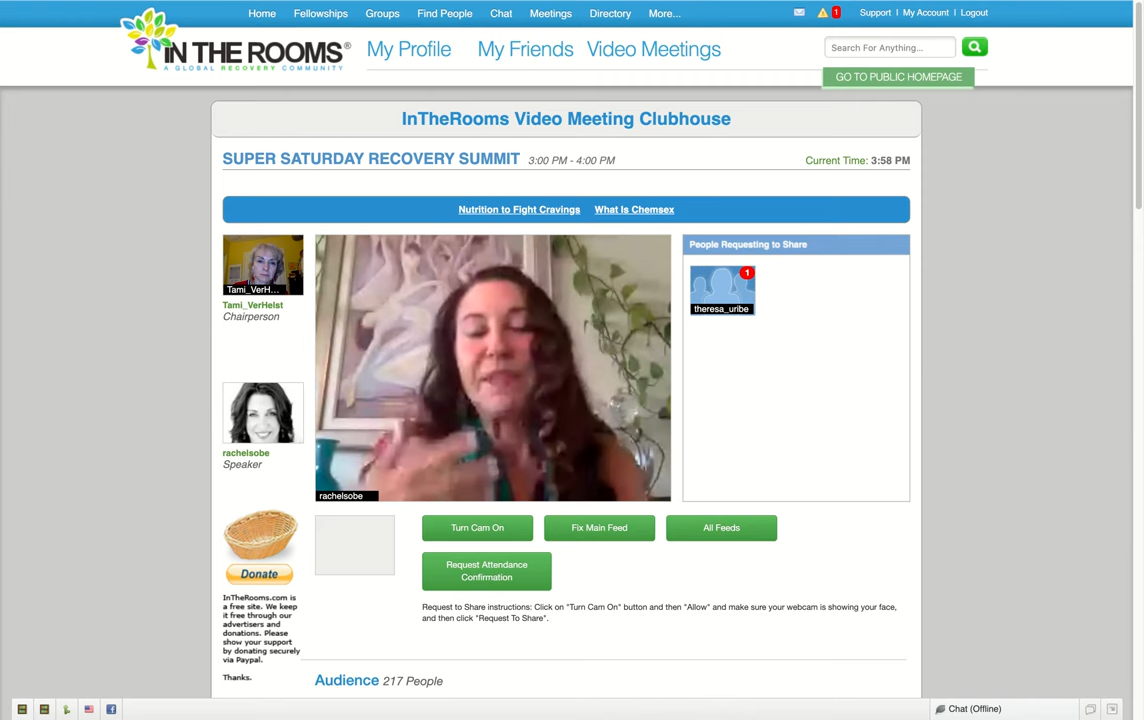 Home Fellowships Groups Find People Chat Meetings Directory More...
1 Support | My Account | Logout
IN THE ROOMS®
A GLOBAL RECOVERY COMMUNITY
My Profile My Friends Video Meetings
Search For Anything...
GO TO PUBLIC HOMEPAGE
InTheRooms Video Meeting Clubhouse
SUPER SATURDAY RECOVERY SUMMIT 3:00 PM - 4:00 PM
Current Time: 3:58 PM
Nutrition to Fight Cravings What Is Chemsex
Tami_VerH...
Tami_VerHelst
Chairperson
rachelsobe
Speaker
rachelsobe
People Requesting to Share
1
theresa_uribe
Donate
InTheRooms.com is
a free site. We keep
it free through our
advertisers and
donations. Please
show your support
by donating securely
via Paypal.
Thanks.
Turn Cam On Fix Main Feed All Feeds
Request Attendance
Confirmation
Request to Share instructions: Click on "Turn Cam On" button and then "Allow" and make sure your webcam is showing your face,
and then click "Request To Share".
Audience 217 People
Chat (Offline)